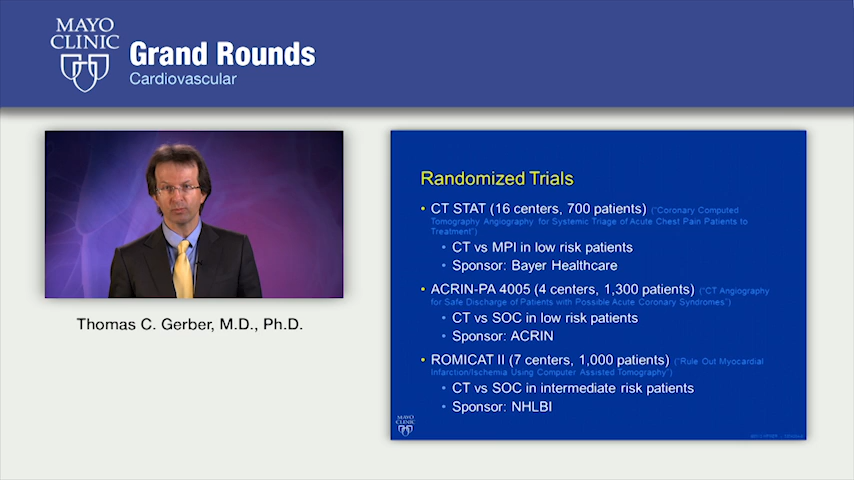 MAYO
CLINIC
Grand Rounds
Cardiovascular
Thomas C. Gerber, M.D., Ph.D.
Randomized Trials
• CT STAT (16 centers, 700 patients) ("Coronary Computed
Tomography Angiography for Systemic Triage of Acute Chest Pain Patients to
Treatment")
• CT vs MPI in low risk patients
• Sponsor: Bayer Healthcare
• ACRIN-PA 4005 (4 centers, 1,300 patients) ("CT Angiography
for Safe Discharge of Patients with Possible Acute Coronary Syndromes")
• CT vs SOC in low risk patients
• Sponsor: ACRIN
• ROMICAT II (7 centers, 1,000 patients) ("Rule Out Myocardial
Infarction/Ischemia Using Computer Assisted Tomography")
• CT vs SOC in intermediate risk patients
• Sponsor: NHLBI
MAYO
CLINIC